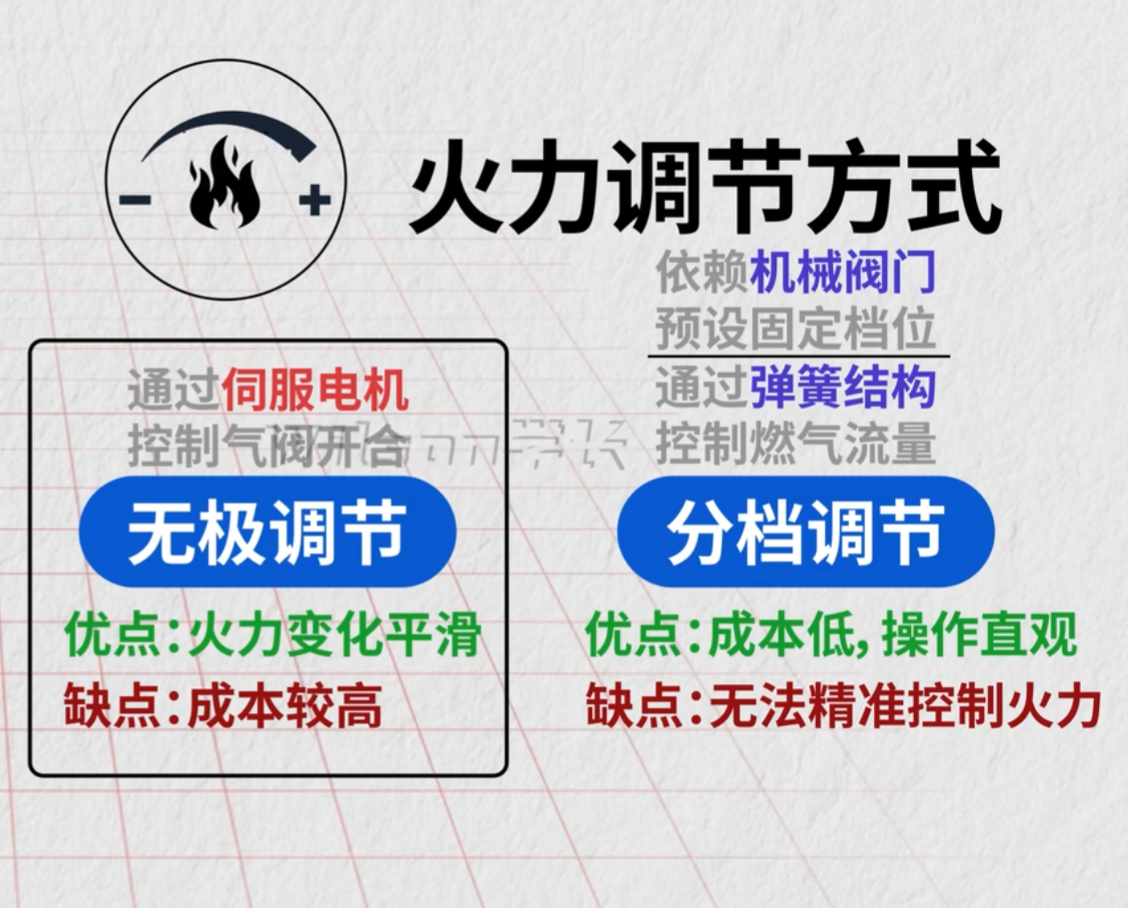 火力调节方式
通过伺服电机
控制气阀开合
无极调节
优点:火力变化平滑
缺点:成本较高
依赖机械阀门
预设固定档位
通过弹簧结构
控制燃气流量
分档调节
优点:成本低,操作直观
缺点:无法精准控制火力